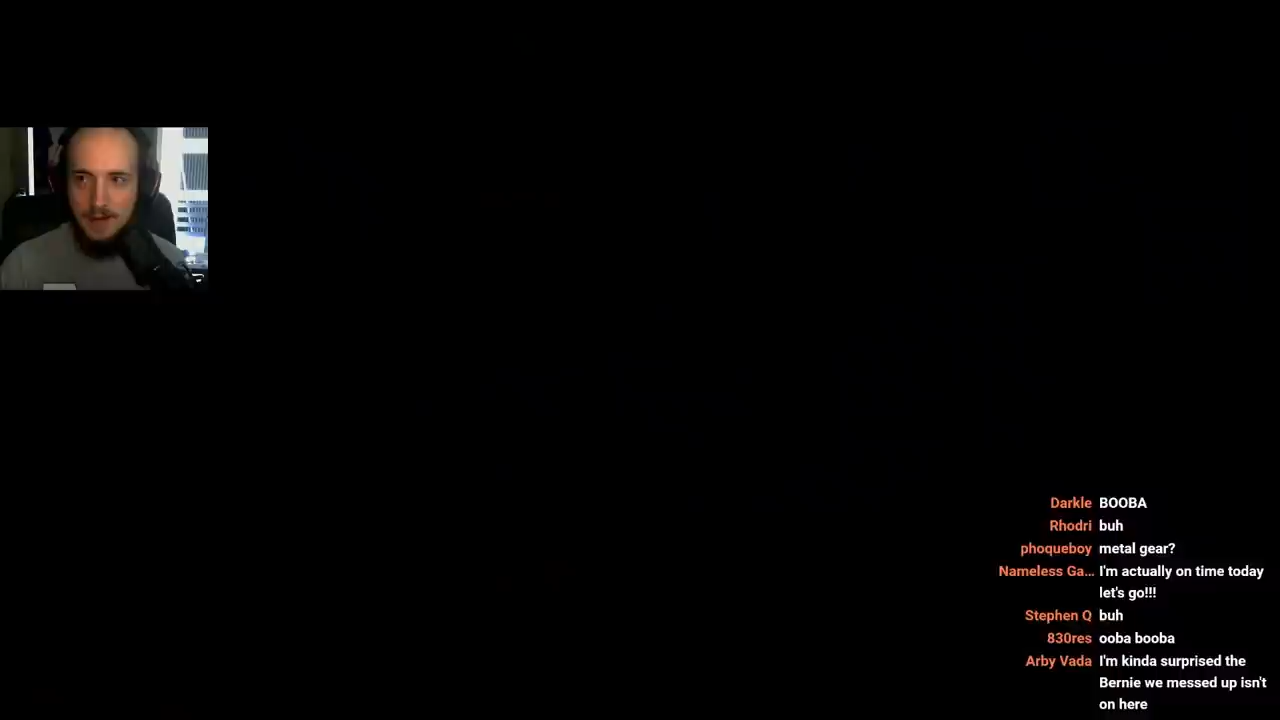 Darkle BOOBA
Rhodri buh
phoqueboy metal gear?
Nameless Ga... I'm actually on time today
let's go!!!
Stephen Q buh
830res ooba booba
Arby Vada I'm kinda surprised the
Bernie we messed up isn't
on here